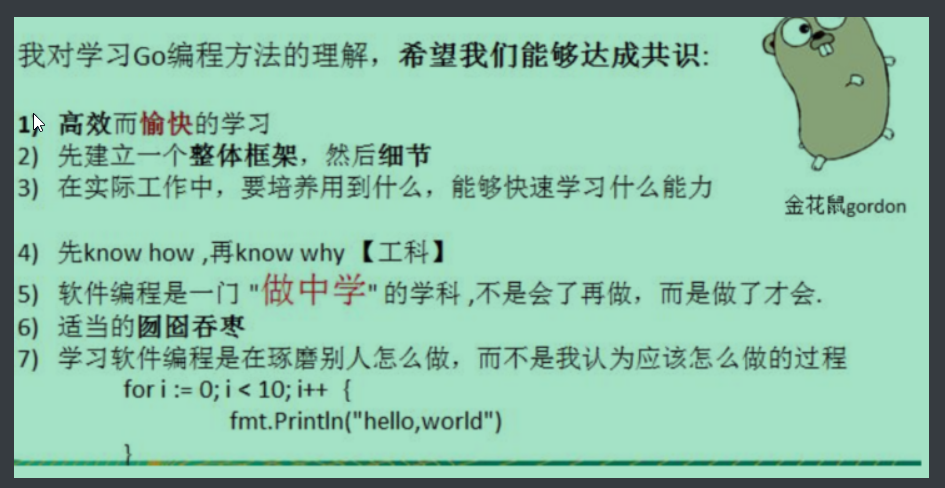 我对学习Go编程方法的理解，希望我们能够达成共识:
1) 高效而愉快的学习
2) 先建立一个整体框架，然后细节
3) 在实际工作中，要培养用到什么，能够快速学习什么能力
金花鼠gordon
4) 先know how ,再know why 【工科】
5) 软件编程是一门 "做中学" 的学科 ,不是会了再做，而是做了才会.
6) 适当的囫囵吞枣
7) 学习软件编程是在琢磨别人怎么做，而不是我认为应该怎么做的过程
for i := 0; i < 10; i++ {
fmt.Println("hello,world")
}